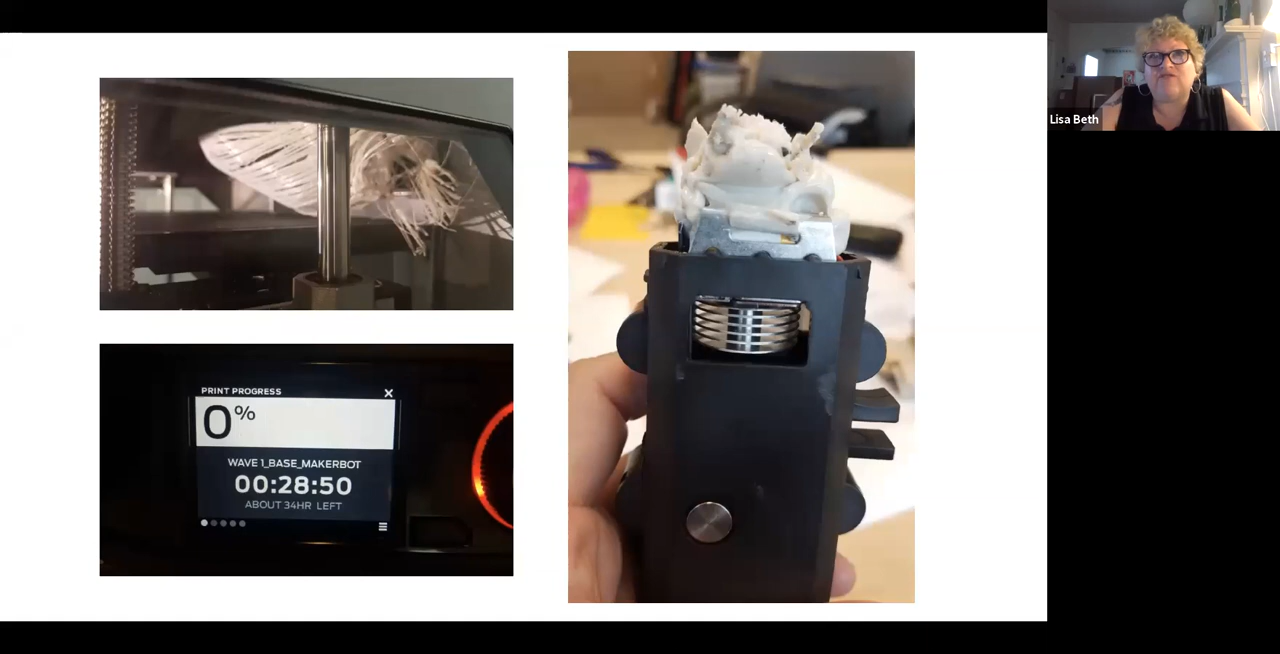 Lisa Beth
PRINT PROGRESS
0%
WAVE 1_BASE_MAKERBOT
00:28:50
ABOUT 34HR LEFT